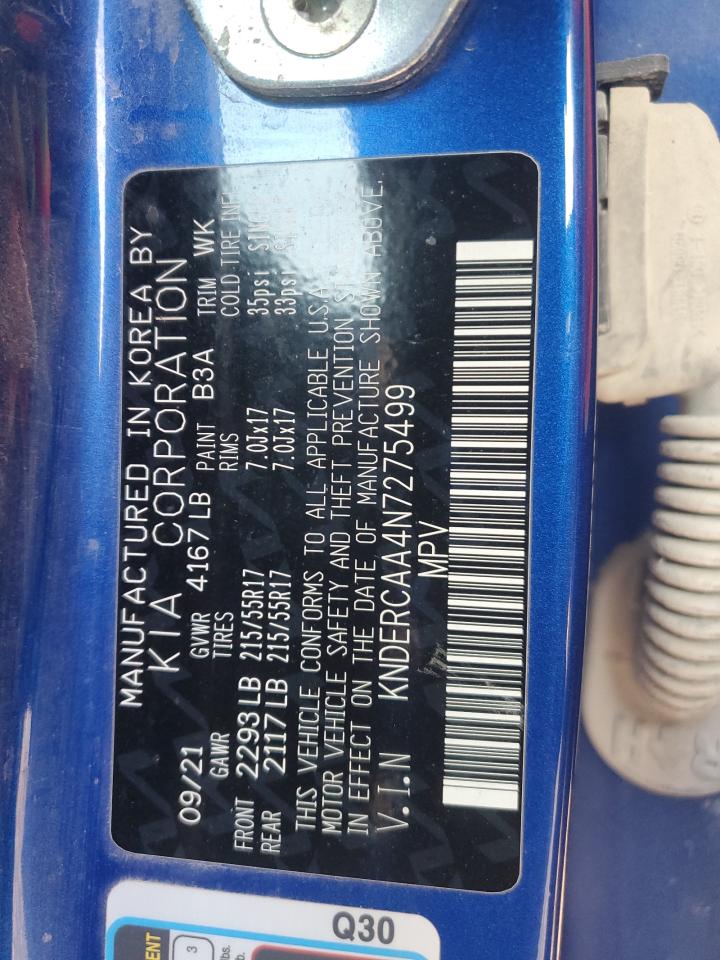 MANUFACTURED IN KOREA BY
KIA CORPORATION
09/21 GVWR 4167 LB PAINT B3A TRIM WK
GAWR TIRES RIMS COLD TIRE INF
FRONT 2293 LB 215/55R17 7.0Jx17 35psi
REAR 2117 LB 215/55R17 7.0Jx17 33psi
THIS VEHICLE CONFORMS TO ALL APPLICABLE U.S.A
MOTOR VEHICLE SAFETY AND THEFT PREVENTION
IN EFFECT ON THE DATE OF MANUFACTURE SHOWN ABOVE.
V.I.N KNDERCAA4N7275499
MPV
Q30
3
lbs.